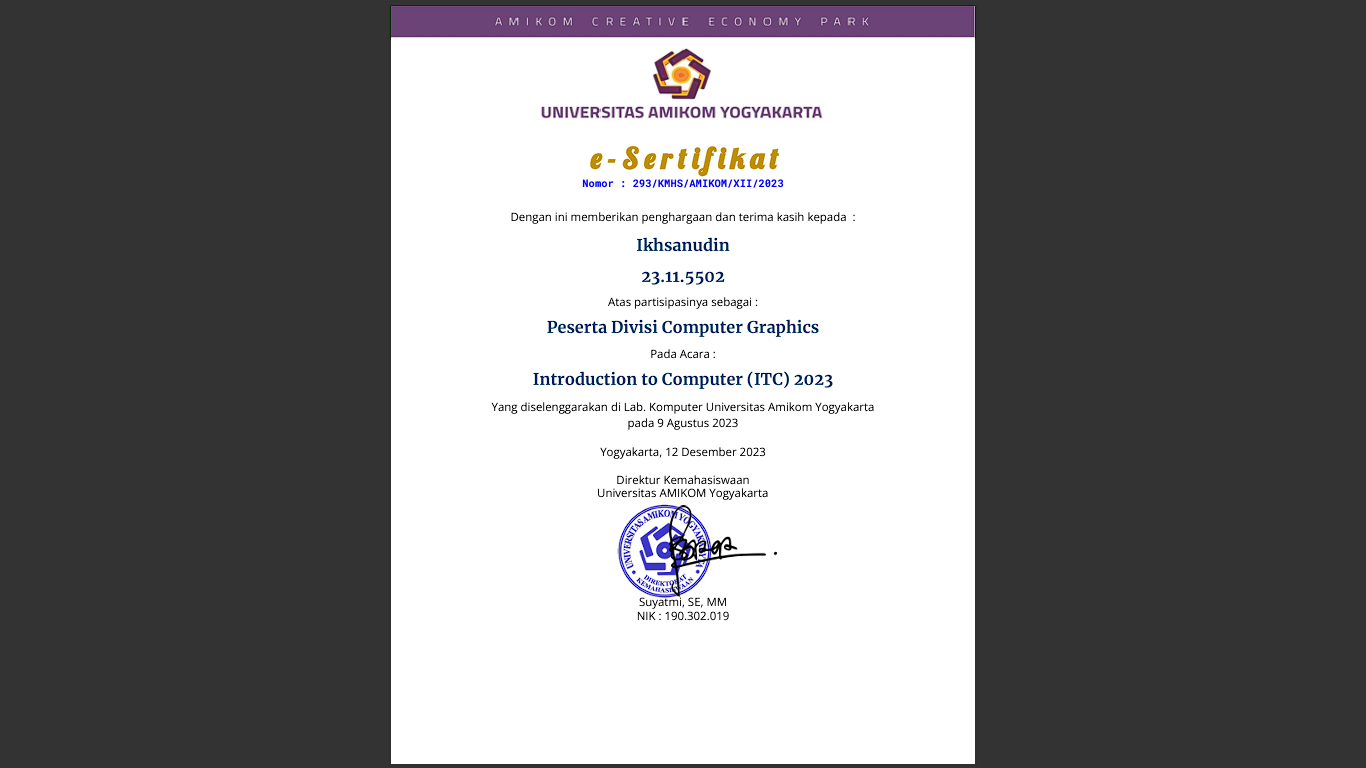 AMIKOM CREATIVE ECONOMY PARK
UNIVERSITAS AMIKOM YOGYAKARTA
e-Sertifikat
Nomor : 293/KMHS/AMIKOM/XII/2023
Dengan ini memberikan penghargaan dan terima kasih kepada :
Ikhsanudin
23.11.5502
Atas partisipasinya sebagai :
Peserta Divisi Computer Graphics
Pada Acara :
Introduction to Computer (ITC) 2023
Yang diselenggarakan di Lab. Komputer Universitas Amikom Yogyakarta
pada 9 Agustus 2023
Yogyakarta, 12 Desember 2023
Direktur Kemahasiswaan
Universitas AMIKOM Yogyakarta
UNIVERSITAS AMIKOM YOGYAKARTA
DIREKTORAT
KEMAHASISWAAN
Suyatmi, SE, MM
NIK : 190.302.019